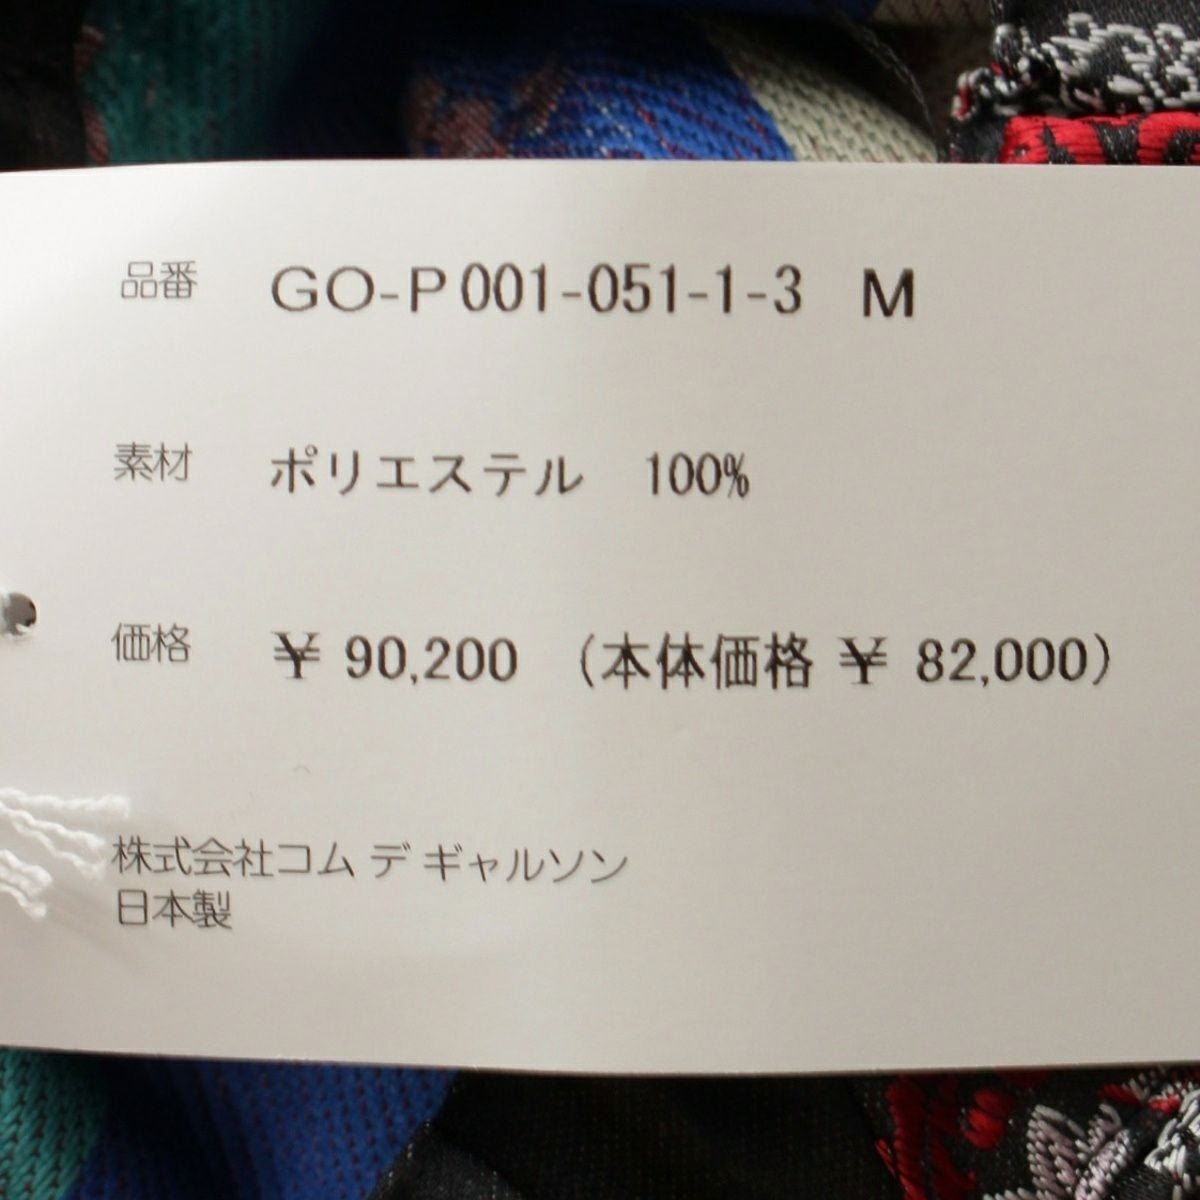 品番 GO-P001-051-1-3 M
素材 ポリエステル 100%
価格 ¥ 90,200 (本体価格 ¥ 82,000)
株式会社コム デ ギャルソン
日本製